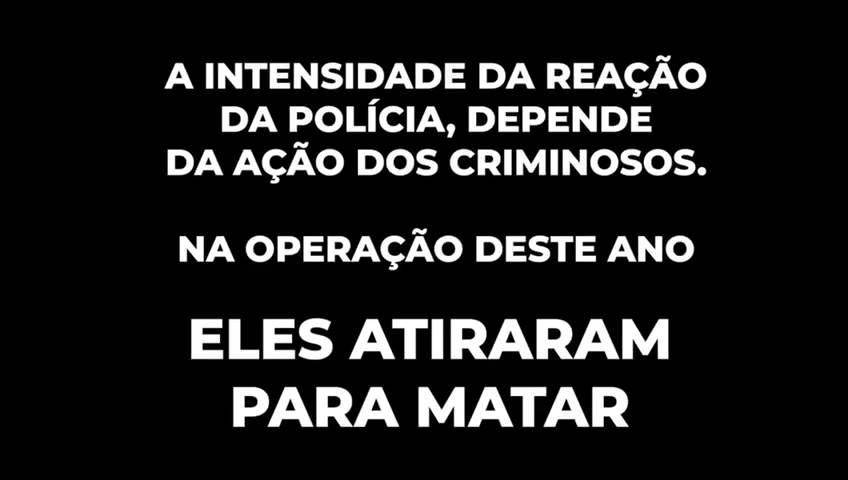 A INTENSIDADE DA REAÇÃO
DA POLÍCIA, DEPENDE
DA AÇÃO DOS CRIMINOSOS.
NA OPERAÇÃO DESTE ANO
ELES ATIRARAM
PARA MATAR